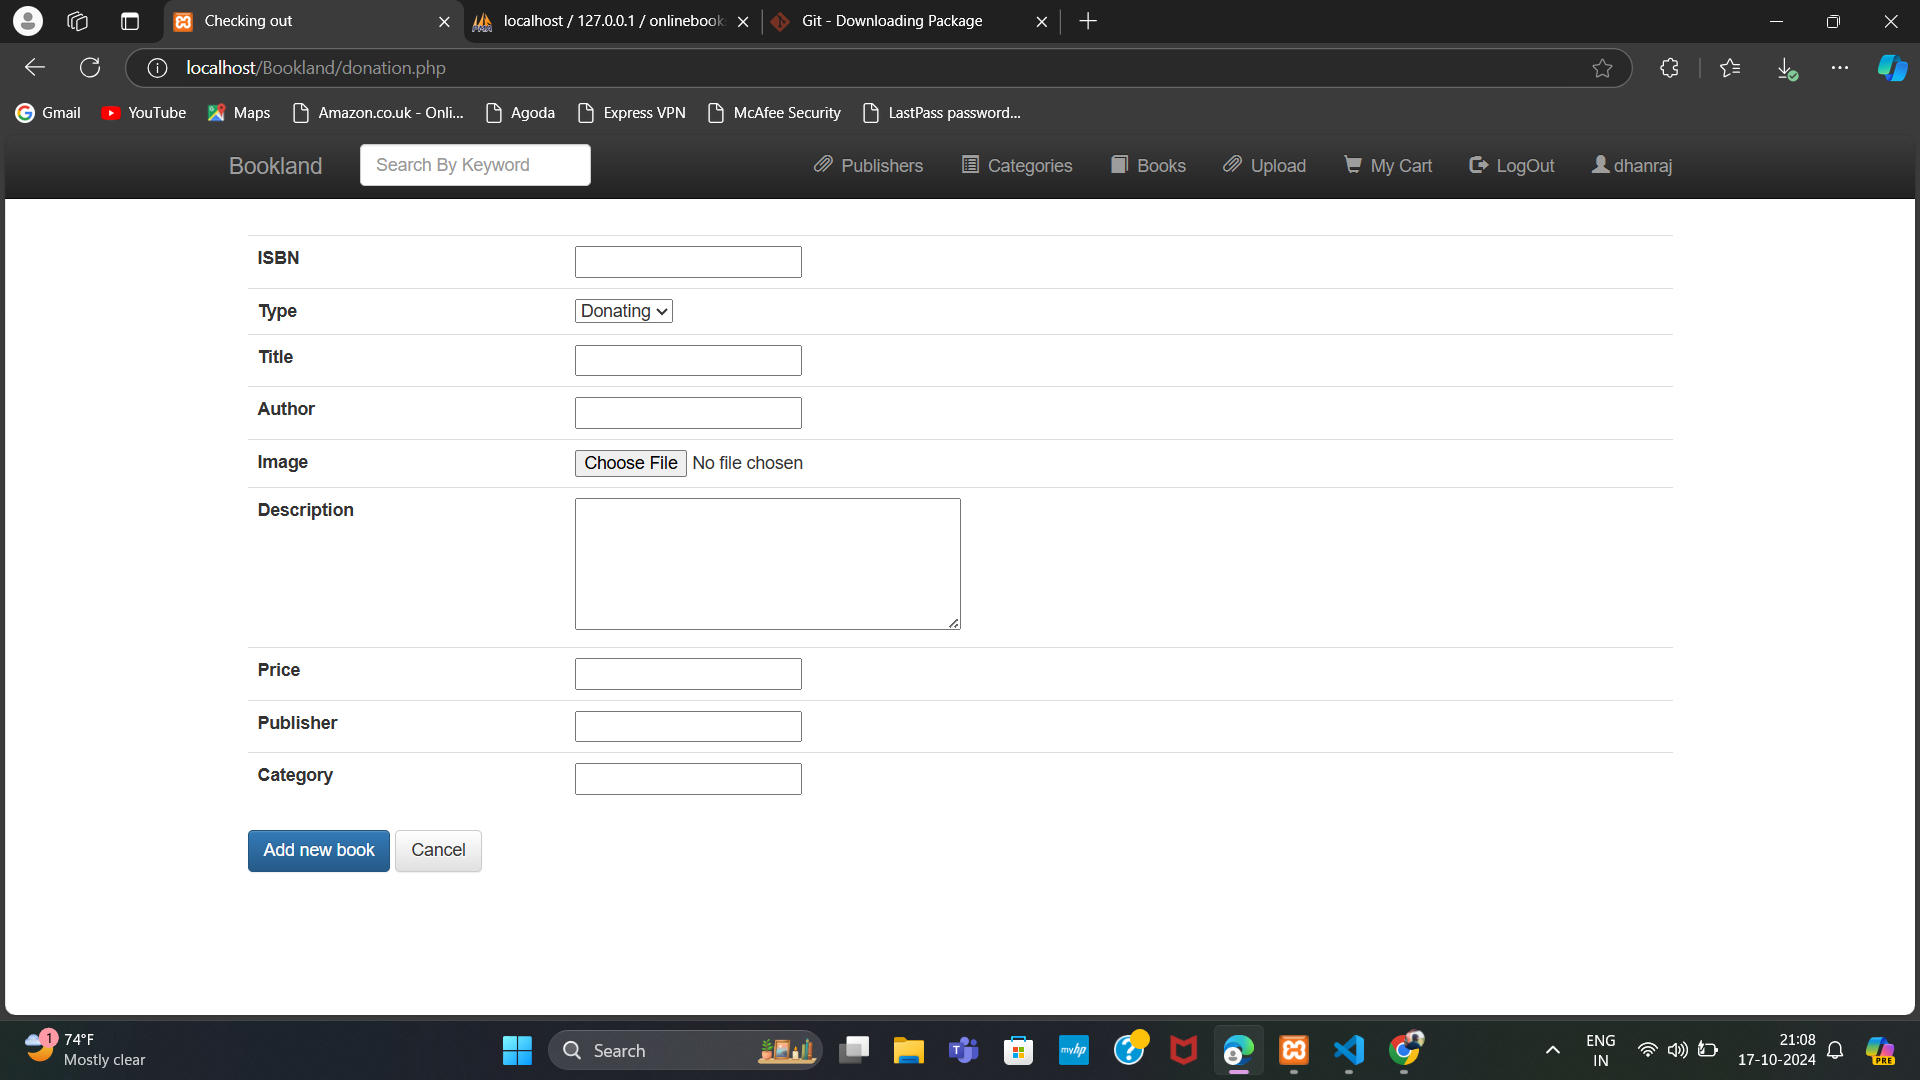 Checking out
localhost / 127.0.0.1 / onlinebook
Git - Downloading Package
localhost/Bookland/donation.php
Gmail
YouTube
Maps
Amazon.co.uk - Onli...
Agoda
Express VPN
McAfee Security
LastPass password...
Bookland
Search By Keyword
Publishers
Categories
Books
Upload
My Cart
LogOut
dhanraj
ISBN
Type
Donating
Title
Author
Image
Choose File No file chosen
Description
Price
Publisher
Category
Add new book
Cancel
1
74°F
Mostly clear
Search
myhp
ENG
IN
21:08
17-10-2024
PRE